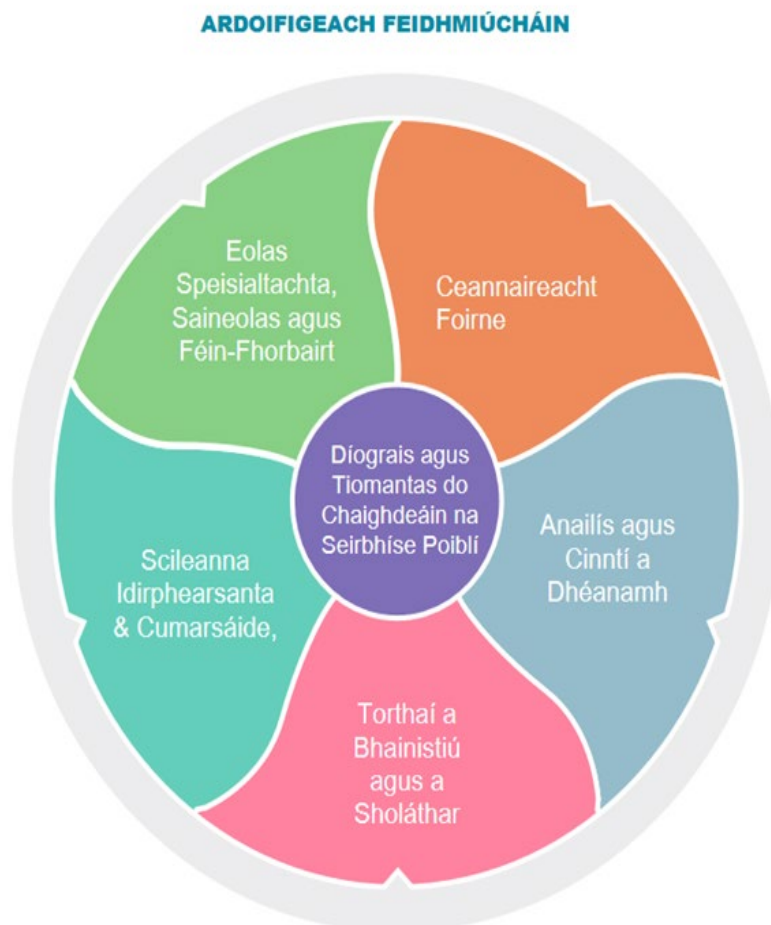 ARDOIFIGEACH FEIDHMIÚCHÁIN
Eolas
Speisialtachta,
Saineolas agus
Féin-Fhorbairt
Ceannaireacht
Foirne
Díograis agus
Tiomantas do
Chaighdeáin na
Seirbhíse Poiblí
Anailís agus
Cinntí a
Dhéanamh
Scileanna
Idirphearsanta
& Cumarsáide,
Torthaí a
Bhainistiú
agus a
Sholáthar